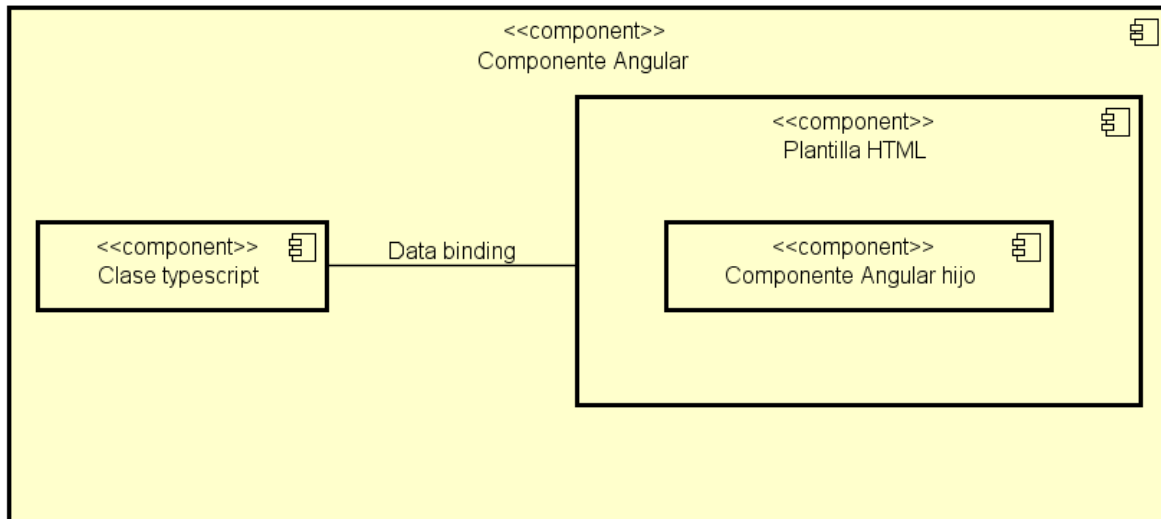 <<component>>
Componente Angular
<<component>>
Plantilla HTML
<<component>>
Clase typescript
Data binding
<<component>>
Componente Angular hijo